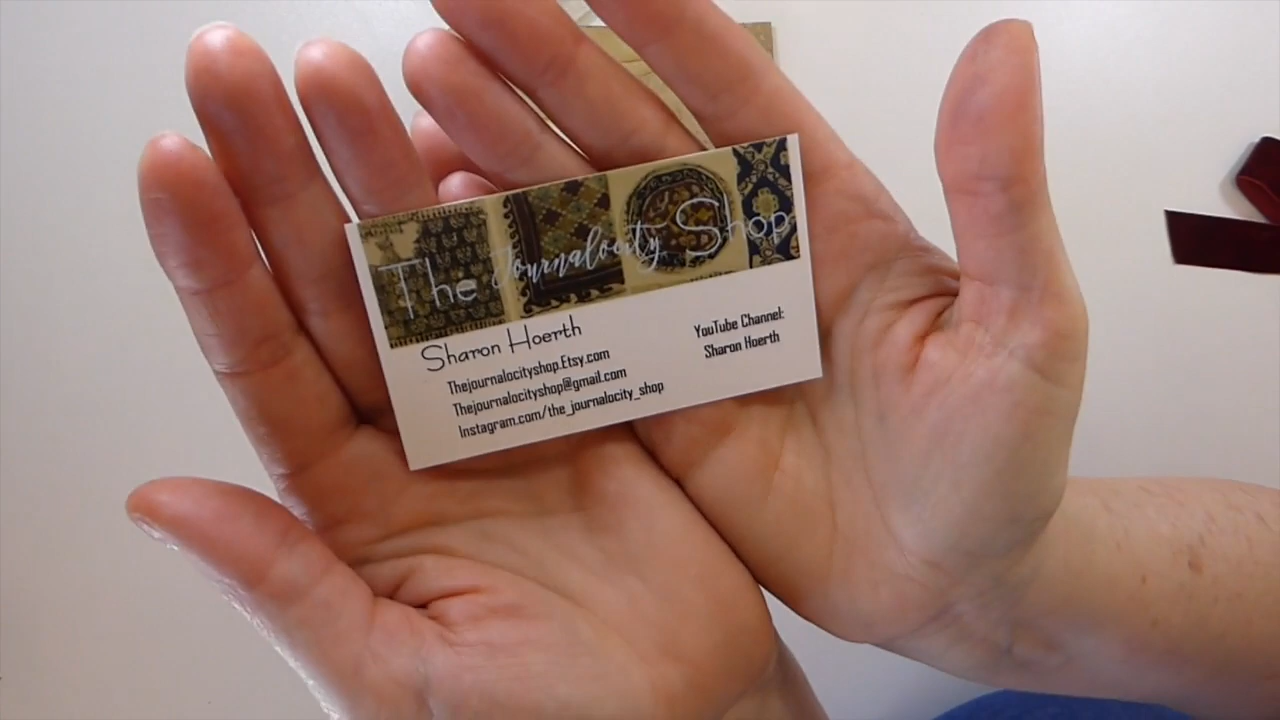 The Journalocity Shop
Sharon Hoerth
Thejournalocityshop.Etsy.com
Thejournalocityshop@gmail.com
Instagram.com/the_journalocity_shop
YouTube Channel:
Sharon Hoerth